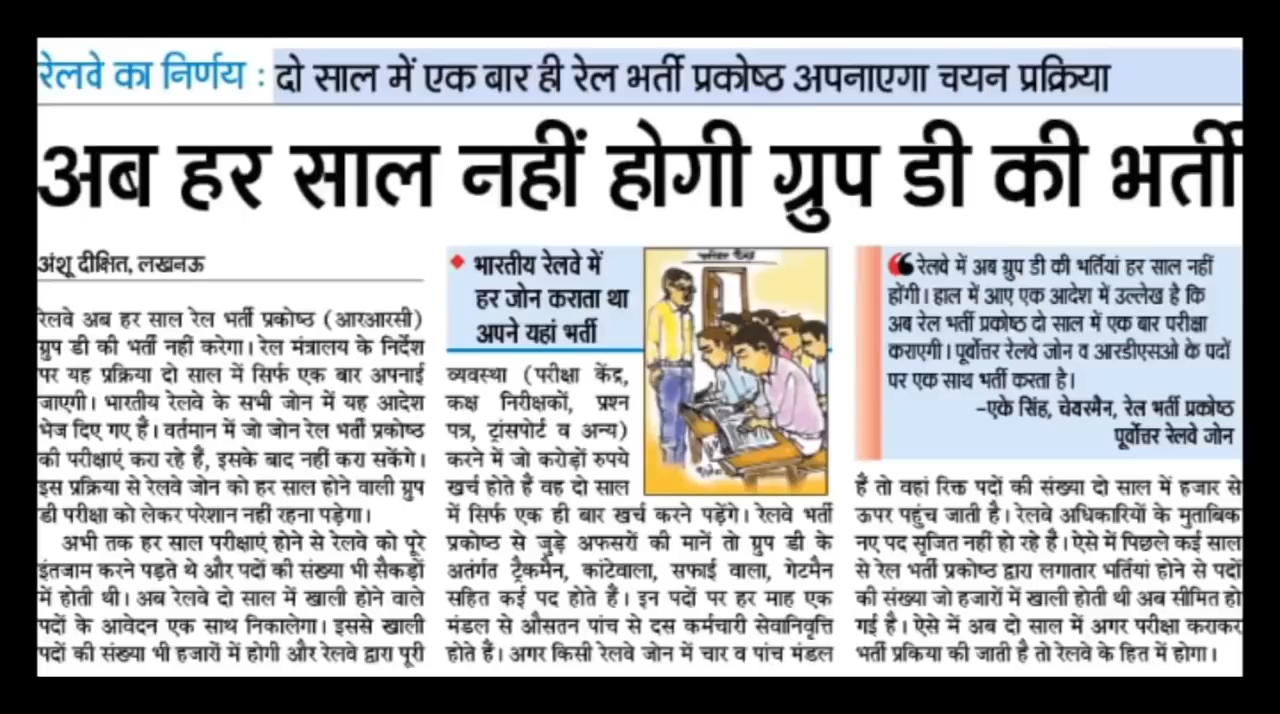 रेलवे का निर्णय : दो साल में एक बार ही रेल भर्ती प्रकोष्ठ अपनाएगा चयन प्रक्रिया
अब हर साल नहीं होगी ग्रुप डी की भर्ती
अंशू दीक्षित, लखनऊ
रेलवे अब हर साल रेल भर्ती प्रकोष्ठ (आरआरसी)
ग्रुप डी की भर्ती नहीं करेगा। रेल मंत्रालय के निर्देश
पर यह प्रक्रिया दो साल में सिर्फ एक बार अपनाई
जाएगी। भारतीय रेलवे के सभी जोन में यह आदेश
भेज दिए गए हैं। वर्तमान में जो जोन रेल भर्ती प्रकोष्ठ
की परीक्षाएं करा रहे हैं, इसके बाद नहीं करा सकेंगे।
इस प्रक्रिया से रेलवे जोन को हर साल होने वाली ग्रुप
डी परीक्षा को लेकर परेशान नहीं रहना पड़ेगा।
अभी तक हर साल परीक्षाएं होने से रेलवे को पूरे
इंतजाम करने पड़ते थे और पदों की संख्या भी सैकड़ों
में होती थी। अब रेलवे दो साल में खाली होने वाले
पदों के आवेदन एक साथ निकालेगा। इससे खाली
पदों की संख्या भी हजारों में होगी और रेलवे द्वारा पूरी
भारतीय रेलवे में
हर जोन कराता था
अपने यहां भर्ती
व्यवस्था (परीक्षा केंद्र,
कक्ष निरीक्षकों, प्रश्न
पत्र, ट्रांसपोर्ट व अन्य)
करने में जो करोड़ों रुपये
खर्च होते हैं वह दो साल
में सिर्फ एक ही बार खर्च करने पड़ेंगे। रेलवे भर्ती
प्रकोष्ठ से जुड़े अफसरों की मानें तो ग्रुप डी के
अतंर्गत ट्रैकमैन, कांटेवाला, सफाई वाला, गेटमैन
सहित कई पद होते हैं। इन पदों पर हर माह एक
मंडल से औसतन पांच से दस कर्मचारी सेवानिवृत्ति
होते हैं। अगर किसी रेलवे जोन में चार व पांच मंडल
रेलवे में अब ग्रुप डी की भर्तियां हर साल नहीं
होंगी। हाल में आए एक आदेश में उल्लेख है कि
अब रेल भर्ती प्रकोष्ठ दो साल में एक बार परीक्षा
कराएगी। पूर्वोत्तर रेलवे जोन व आरडीएसओ के पदों
पर एक साथ भर्ती करता है।
-एके सिंह, चेयरमैन, रेल भर्ती प्रकोष्ठ
पूर्वोत्तर रेलवे जोन
हैं तो वहां रिक्त पदों की संख्या दो साल में हजार से
ऊपर पहुंच जाती है। रेलवे अधिकारियों के मुताबिक
नए पद सृजित नहीं हो रहे हैं। ऐसे में पिछले कई साल
से रेल भर्ती प्रकोष्ठ द्वारा लगातार भर्तियां होने से पदों
की संख्या जो हजारों में खाली होती थी अब सीमित हो
गई है। ऐसे में अब दो साल में अगर परीक्षा कराकर
भर्ती प्रकिया की जाती है तो रेलवे के हित में होगा।